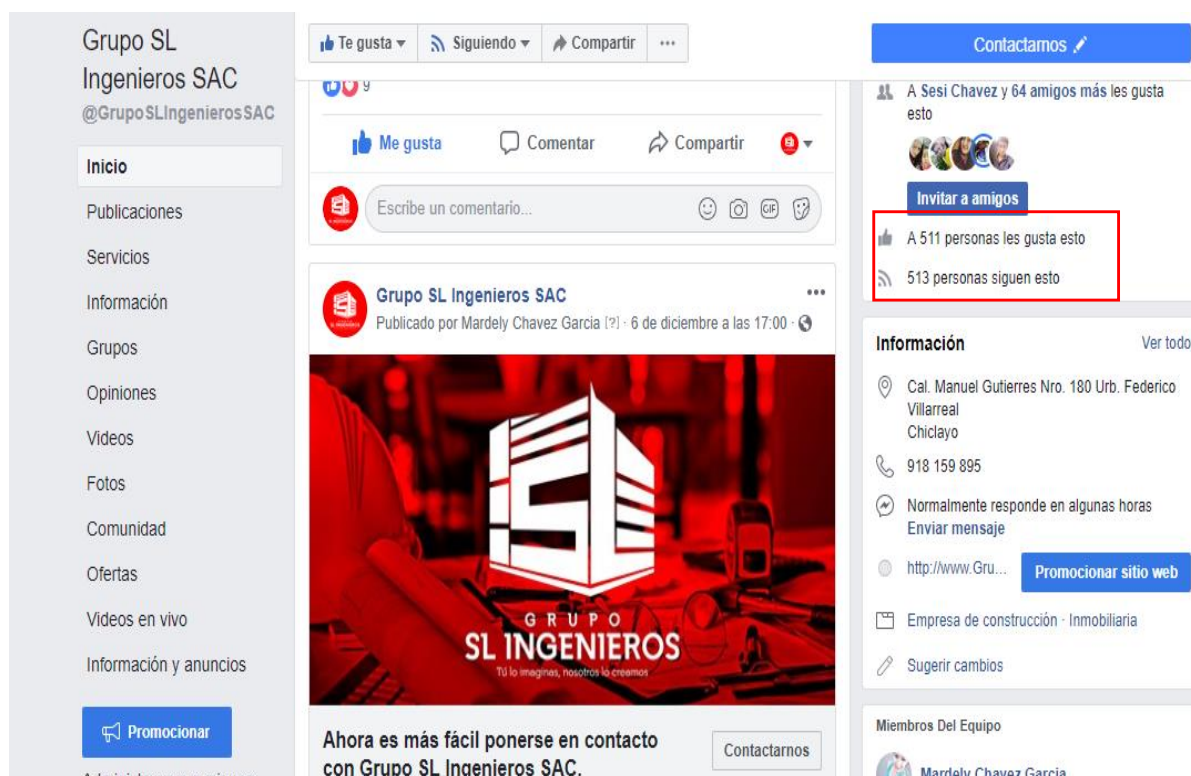 Grupo SL
Ingenieros SAC
@GrupoSLIngenierosSAC
Inicio
Publicaciones
Servicios
Información
Grupos
Opiniones
Videos
Fotos
Comunidad
Ofertas
Videos en vivo
Información y anuncios
Promocionar
Te gusta
Siguiendo
Compartir
9
Me gusta
Comentar
Compartir
Escribe un comentario...
GIF
Grupo SL Ingenieros SAC
Publicado por Mardely Chavez Garcia [?] · 6 de diciembre a las 17:00 ·
GRUPO
SL INGENIEROS
Tú lo imaginas, nosotros lo creamos
Ahora es más fácil ponerse en contacto
con Grupo SL Ingenieros SAC.
Contactarnos
Contactarnos
A Sesi Chavez y 64 amigos más les gusta
esto
Invitar a amigos
A 511 personas les gusta esto
513 personas siguen esto
Información
Ver todo
Cal. Manuel Gutierres Nro. 180 Urb. Federico
Villarreal
Chiclayo
918 159 895
Normalmente responde en algunas horas
Enviar mensaje
http://www.Gru...
Promocionar sitio web
Empresa de construcción · Inmobiliaria
Sugerir cambios
Miembros Del Equipo
Mardely Chavez Garcia